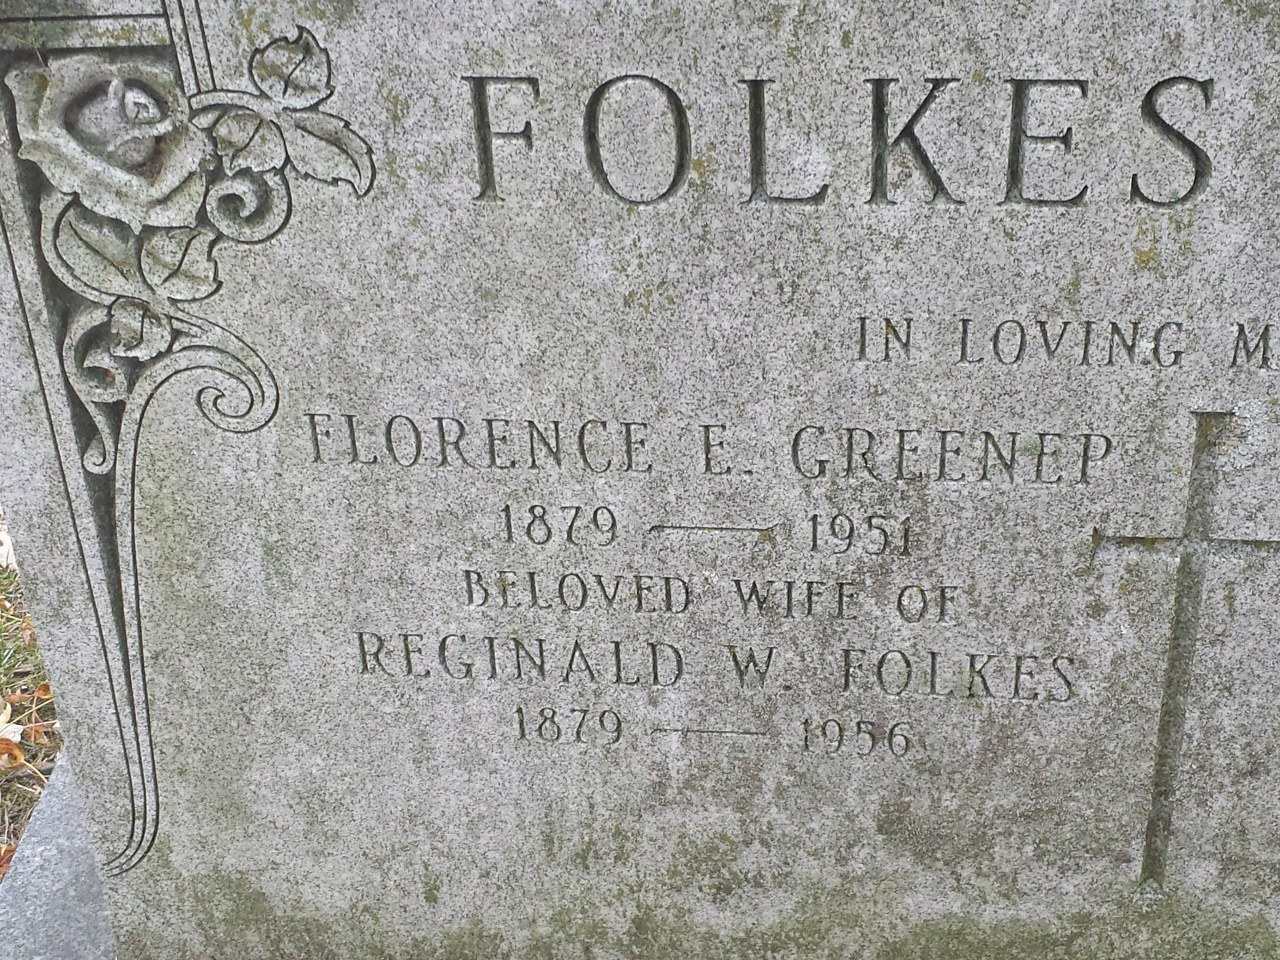 FOLKES
IN LOVING M
FLORENCE E. GREENEP
1879 — 1951
BELOVED WIFE OF
REGINALD W. FOLKES
1879 — 1956